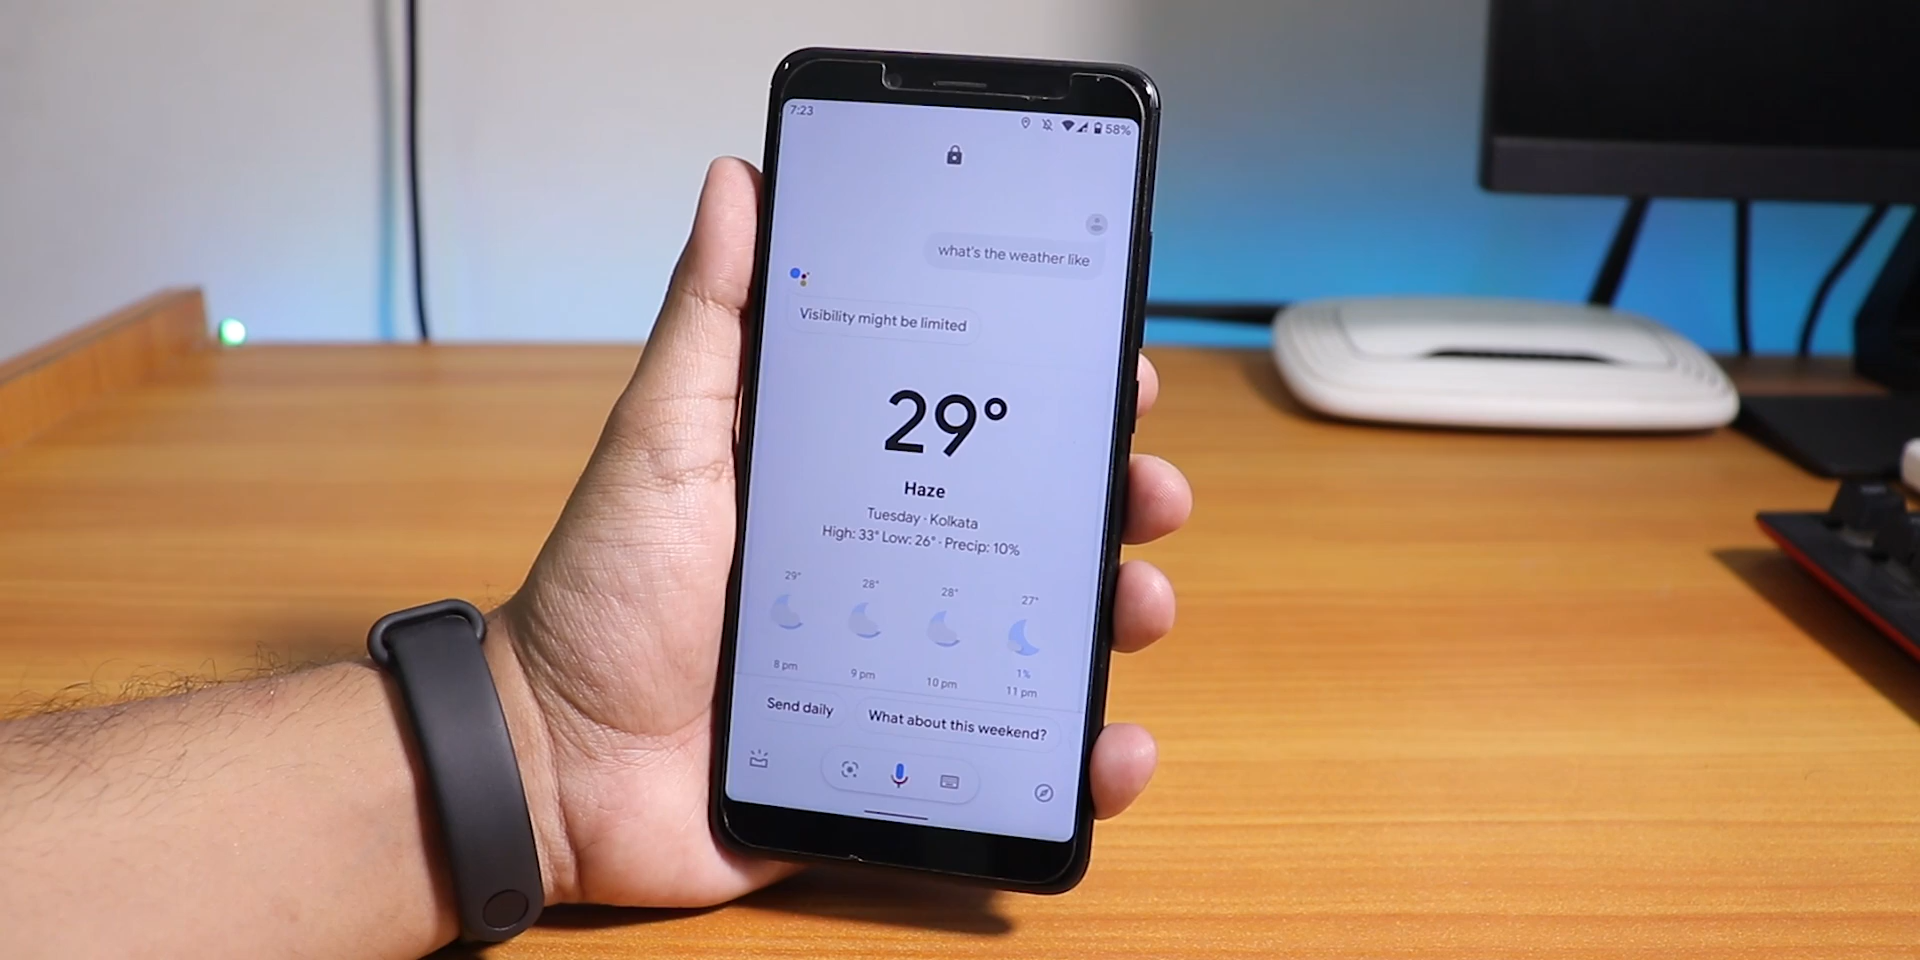 7:23
58%
what's the weather like
Visibility might be limited
29°
Haze
Tuesday · Kolkata
High: 33° Low: 26° · Precip: 10%
29° 28° 28° 27°
1%
8 pm 9 pm 10 pm 11 pm
Send daily What about this weekend?